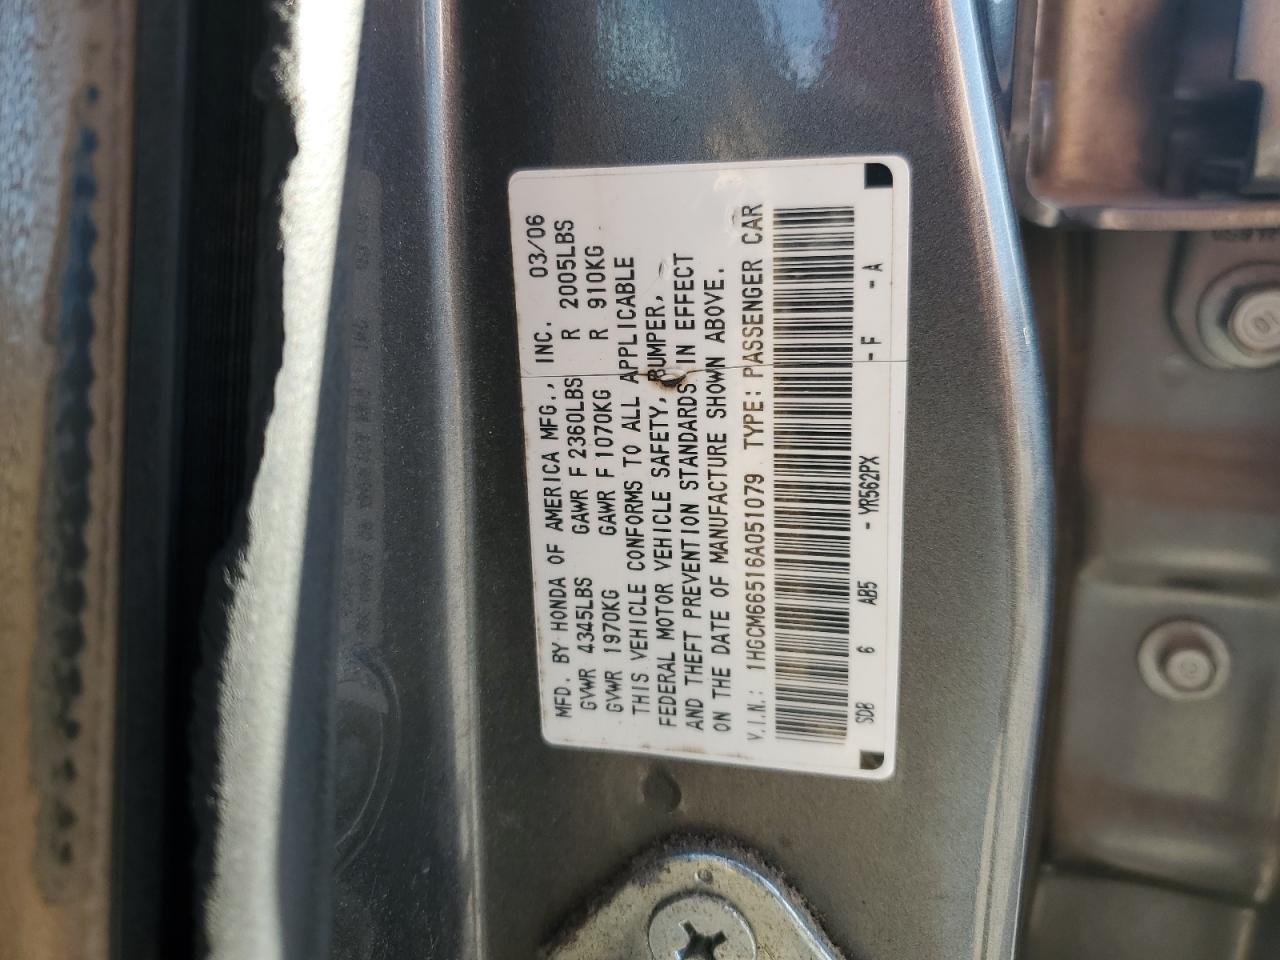 MFD. BY HONDA OF AMERICA MFG., INC. 03/06
GVWR 4345LBS GAWR F 2360LBS R 2005LBS
GVWR 1970KG GAWR F 1070KG R 910KG
THIS VEHICLE CONFORMS TO ALL APPLICABLE
FEDERAL MOTOR VEHICLE SAFETY, BUMPER,
AND THEFT PREVENTION STANDARDS IN EFFECT
ON THE DATE OF MANUFACTURE SHOWN ABOVE.
V.I.N.: 1HGCM66516A051079 TYPE: PASSENGER CAR
SDB 6 AB5 - YR562PX - F - A